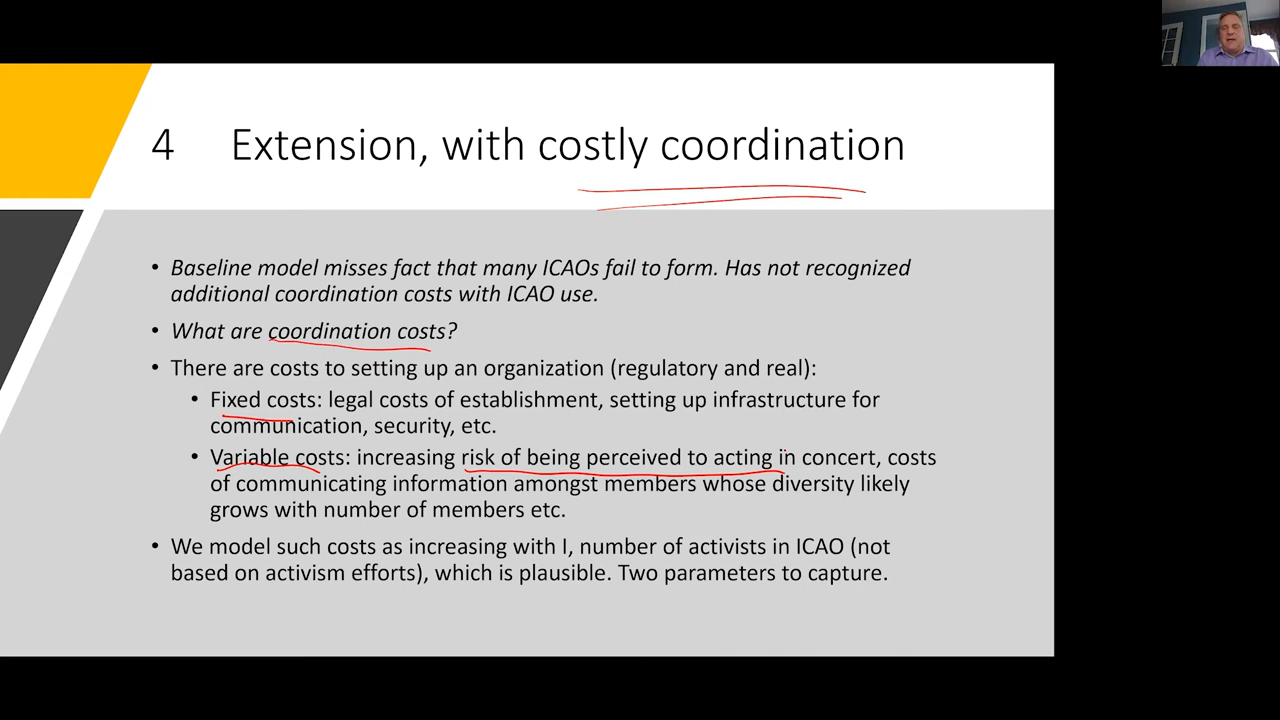 4 Extension, with costly coordination
• Baseline model misses fact that many ICAOs fail to form. Has not recognized
additional coordination costs with ICAO use.
• What are coordination costs?
• There are costs to setting up an organization (regulatory and real):
• Fixed costs: legal costs of establishment, setting up infrastructure for
communication, security, etc.
• Variable costs: increasing risk of being perceived to acting in concert, costs
of communicating information amongst members whose diversity likely
grows with number of members etc.
• We model such costs as increasing with I, number of activists in ICAO (not
based on activism efforts), which is plausible. Two parameters to capture.